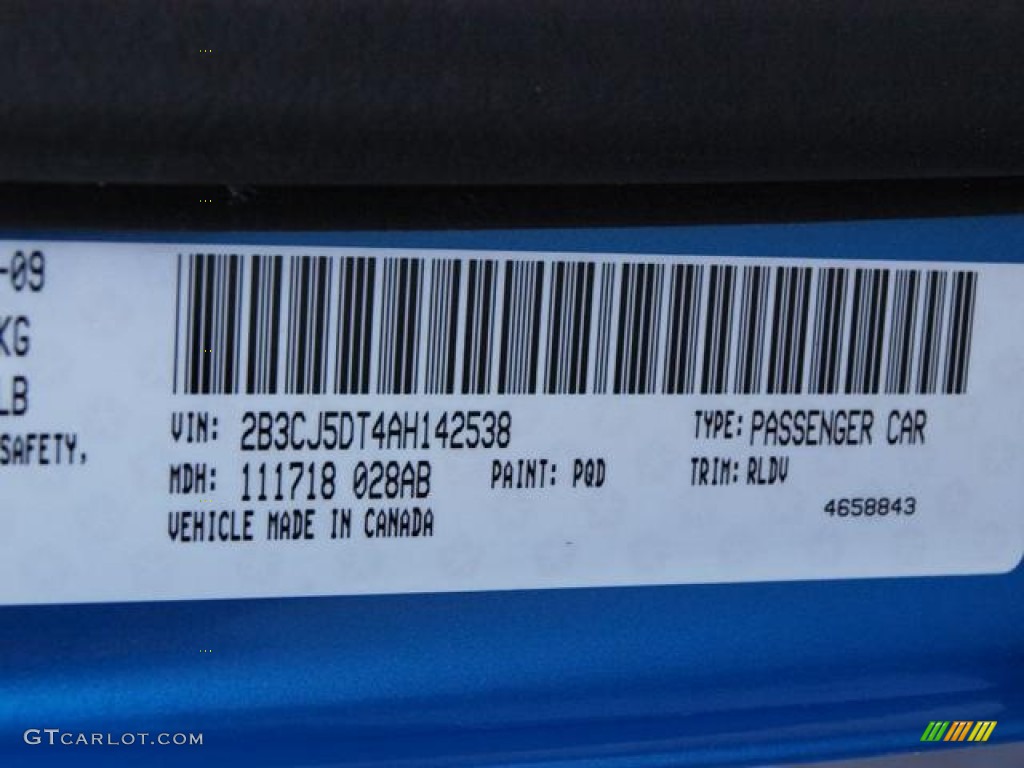 -09
KG
LB
SAFETY,
VIN: 2B3CJ5DT4AH142538 TYPE: PASSENGER CAR
MDH: 111718 028AB PAINT: PQD TRIM: RLDV
VEHICLE MADE IN CANADA 4658843
GTCARLOT.COM